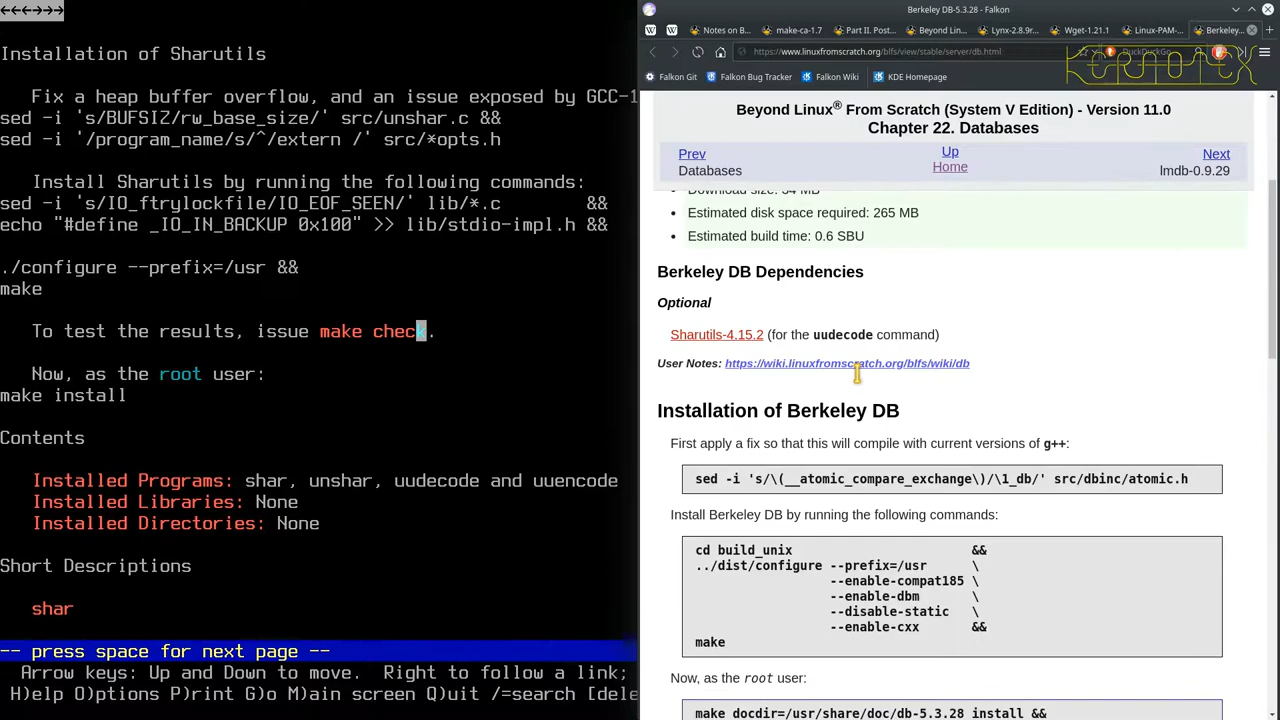 ←←←→→→
Installation of Sharutils
Fix a heap buffer overflow, and an issue exposed by GCC-1
sed -i 's/BUFSIZ/rw_base_size/' src/unshar.c &&
sed -i '/program_name/s/^/extern /' src/*opts.h
Install Sharutils by running the following commands:
sed -i 's/IO_ftrylockfile/IO_EOF_SEEN/' lib/*.c        &&
echo "#define _IO_IN_BACKUP 0x100" >> lib/stdio-impl.h &&
./configure --prefix=/usr &&
make
To test the results, issue make check.
Now, as the root user:
make install
Contents
Installed Programs: shar, unshar, uudecode and uuencode
Installed Libraries: None
Installed Directories: None
Short Descriptions
shar
-- press space for next page --
Arrow keys: Up and Down to move.  Right to follow a link;
H)elp O)ptions P)rint G)o M)ain screen Q)uit /=search [dele
Berkeley DB-5.3.28 - Falkon
Notes on B... make-ca-1.7 Part II. Post... Beyond Lin... Lynx-2.8.9r... Wget-1.21.1 Linux-PAM-... Berkeley...
https://www.linuxfromscratch.org/blfs/view/stable/server/db.html DuckDuckGo
Kernotex
Falkon Git Falkon Bug Tracker Falkon Wiki KDE Homepage
Beyond Linux® From Scratch (System V Edition) - Version 11.0
Chapter 22. Databases
Prev Up Next
Databases Home lmdb-0.9.29
Download size: 34 MB
Estimated disk space required: 265 MB
Estimated build time: 0.6 SBU
Berkeley DB Dependencies
Optional
Sharutils-4.15.2 (for the uudecode command)
User Notes: https://wiki.linuxfromscratch.org/blfs/wiki/db
Installation of Berkeley DB
First apply a fix so that this will compile with current versions of g++:
sed -i 's/\(__atomic_compare_exchange\)/\1_db/' src/dbinc/atomic.h
Install Berkeley DB by running the following commands:
cd build_unix                        &&
../dist/configure --prefix=/usr      \
--enable-compat185 \
--enable-dbm       \
--disable-static   \
--enable-cxx       &&
make
Now, as the root user:
make docdir=/usr/share/doc/db-5.3.28 install &&